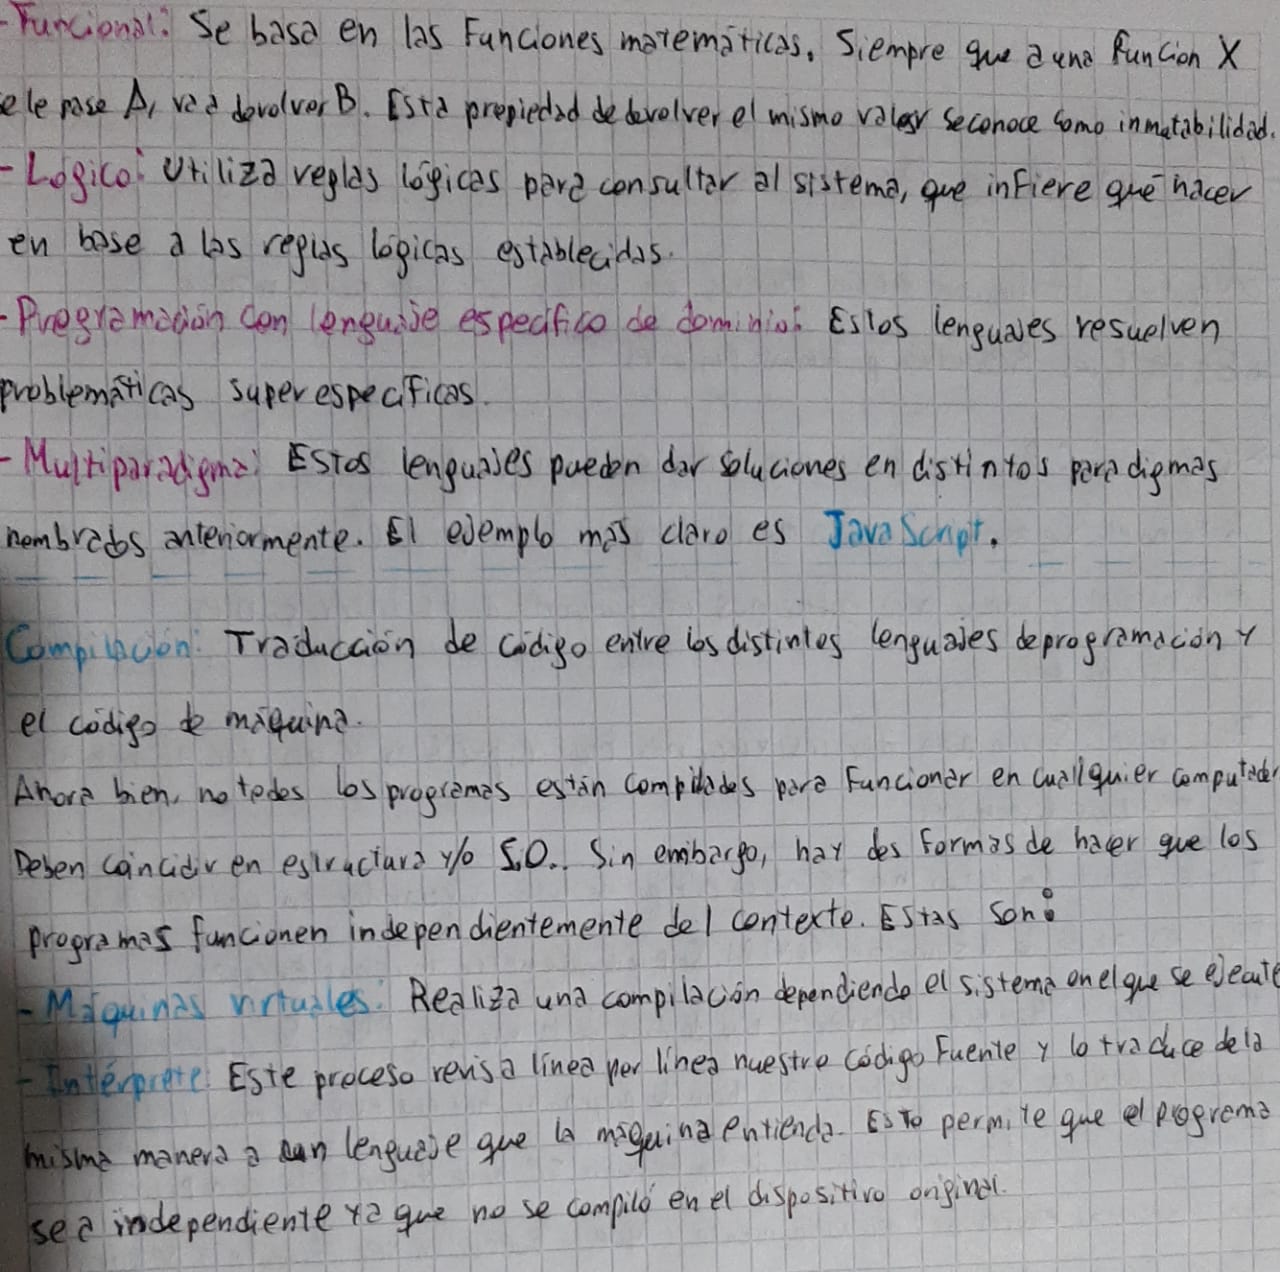 - Funcional: Se basa en las Funciones matemáticas. Siempre que a una función X
se le pase A, va a devolver B. Esta propiedad de devolver el mismo valor se conoce como inmutabilidad.
- Lógico: Utiliza reglas lógicas para consultar al sistema, que infiere qué hacer
en base a las reglas lógicas establecidas.
- Programación con lenguaje específico de dominio: Estos lenguajes resuelven
problemáticas super específicas.
- Multiparadigma: Estos lenguajes pueden dar soluciones en distintos paradigmas
nombrados anteriormente. El ejemplo más claro es JavaScript.
Compilación: Traducción de código entre los distintos lenguajes de programación y
el código de máquina.
Ahora bien, no todos los programas están compilados para Funcionar en cuallquier computador
Deben coincidir en estructura y/o S.O.. Sin embargo, hay dos formas de hacer que los
programas funcionen independientemente del contexto. Estas son:
- Máquinas virtuales: Realiza una compilación dependiendo el sistema en el que se ejecute
- Intérprete: Este proceso revisa línea por línea nuestro código Fuente y lo traduce de la
misma manera a un lenguaje que la máquina entienda. Esto permite que el programa
sea independiente ya que no se compiló en el dispositivo original.